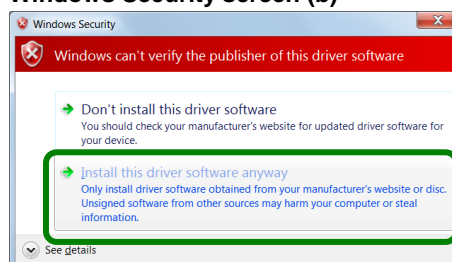 Windows Security Screen (b)
Windows Security
Windows can't verify the publisher of this driver software
Don't install this driver software
You should check your manufacturer's website for updated driver software for
your device.
Install this driver software anyway
Only install driver software obtained from your manufacturer's website or disc.
Unsigned software from other sources may harm your computer or steal
information.
See details